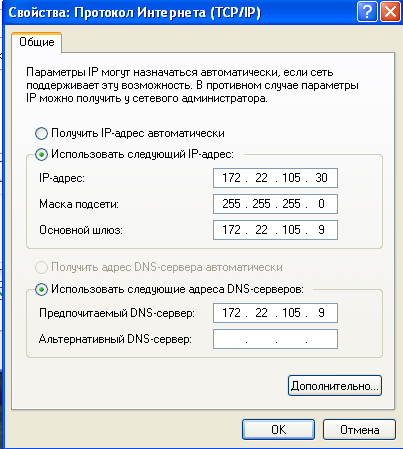 Свойства: Протокол Интернета (TCP/IP)
Общие
Параметры IP могут назначаться автоматически, если сеть
поддерживает эту возможность. В противном случае параметры
IP можно получить у сетевого администратора.
Получить IP-адрес автоматически
Использовать следующий IP-адрес:
IP-адрес: 172 . 22 . 105 . 30
Маска подсети: 255 . 255 . 255 . 0
Основной шлюз: 172 . 22 . 105 . 9
Получить адрес DNS-сервера автоматически
Использовать следующие адреса DNS-серверов:
Предпочитаемый DNS-сервер: 172 . 22 . 105 . 9
Альтернативный DNS-сервер: . . .
Дополнительно...
OK Отмена